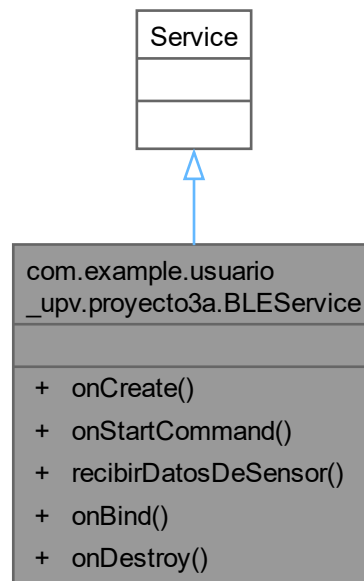 Service
com.example.usuario
_upv.proyecto3a.BLEService
+ onCreate()
+ onStartCommand()
+ recibirDatosDeSensor()
+ onBind()
+ onDestroy()